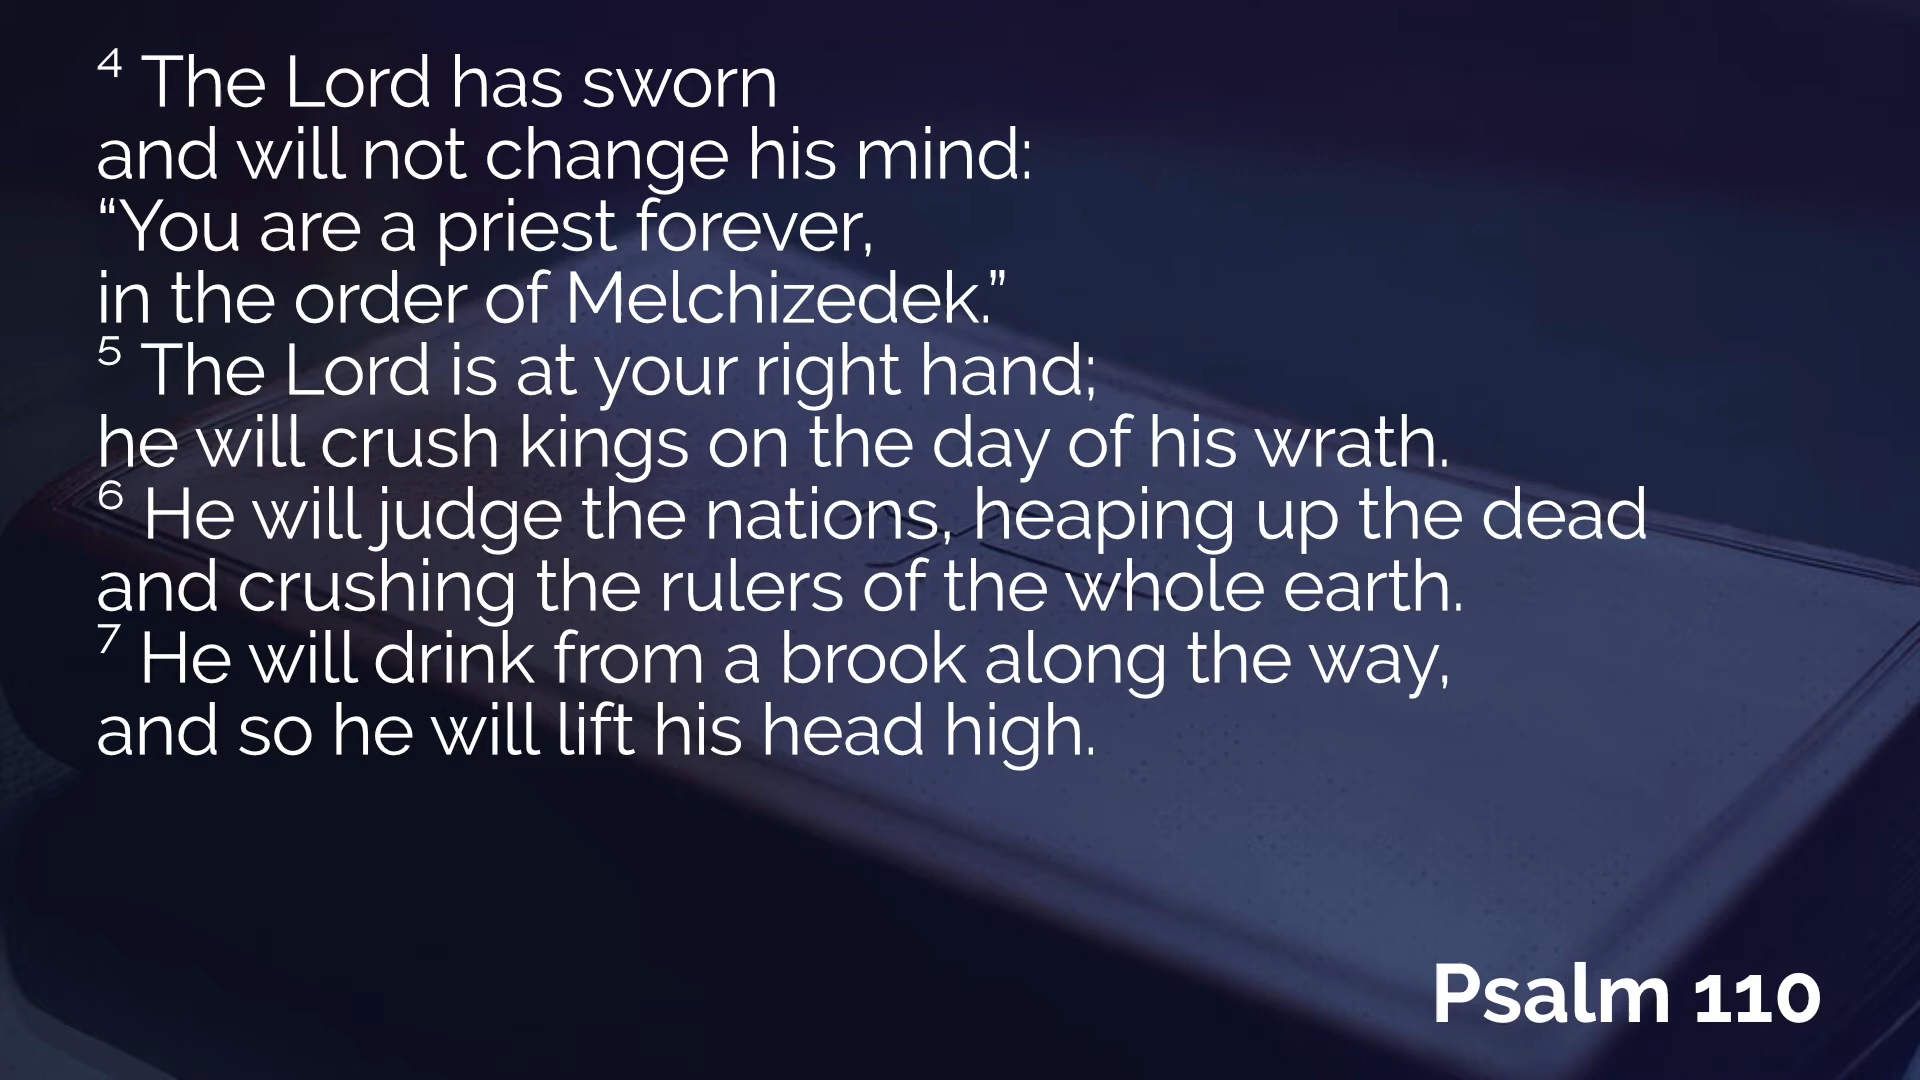 4 The Lord has sworn
and will not change his mind:
“You are a priest forever,
in the order of Melchizedek.”
5 The Lord is at your right hand;
he will crush kings on the day of his wrath.
6 He will judge the nations, heaping up the dead
and crushing the rulers of the whole earth.
7 He will drink from a brook along the way,
and so he will lift his head high.
Psalm 110